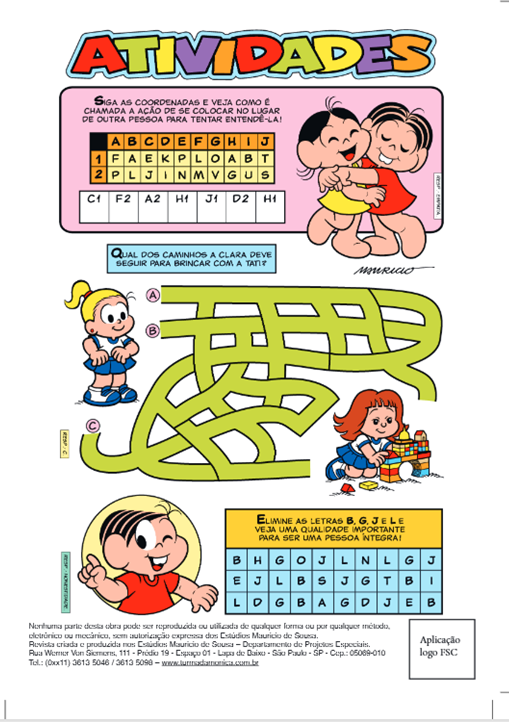 ATIVIDADES
SIGA AS COORDENADAS E VEJA COMO É
CHAMADA A AÇÃO DE SE COLOCAR NO LUGAR
DE OUTRA PESSOA PARA TENTAR ENTENDÊ-LA!
A B C D E F G H I J
1 F A E K P L O A B T
2 P L J I N M V G U S
C1 F2 A2 H1 J1 D2 H1
RESP.: EMPATIA
MAURICIO
QUAL DOS CAMINHOS A CLARA DEVE
SEGUIR PARA BRINCAR COM A TATI?
A
B
C
RESP.: C
ELIMINE AS LETRAS B, G, J E L E
VEJA UMA QUALIDADE IMPORTANTE
PARA SER UMA PESSOA ÍNTEGRA!
B H G O J L N L G J
E J L B S J G T B I
L D G B A G D J E B
RESP.: HONESTIDADE
Nenhuma parte desta obra pode ser reproduzida ou utilizada de qualquer forma ou por qualquer método,
eletrônico ou mecânico, sem autorização expressa dos Estúdios Mauricio de Sousa.
Revista criada e produzida nos Estúdios Mauricio de Sousa – Departamento de Projetos Especiais.
Rua Werner Von Siemens, 111 - Prédio 19 - Espaço 01 - Lapa de Baixo - São Paulo - SP - Cep.: 05069-010
Tel.: (0xx11) 3613 5046 / 3613 5098 – www.turmadamonica.com.br
Aplicação
logo FSC